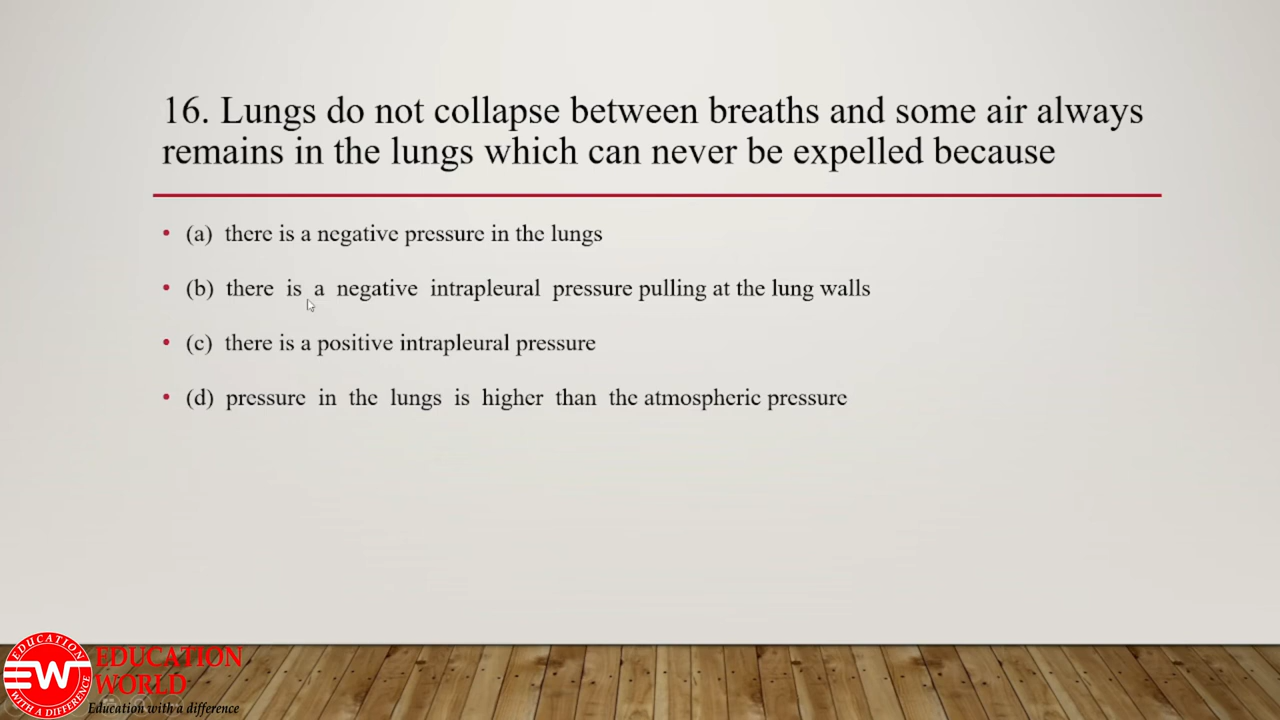 16. Lungs do not collapse between breaths and some air always
remains in the lungs which can never be expelled because
• (a) there is a negative pressure in the lungs
• (b) there is a negative intrapleural pressure pulling at the lung walls
• (c) there is a positive intrapleural pressure
• (d) pressure in the lungs is higher than the atmospheric pressure
EDUCATION
EW
WITH A DIFFERENCE
EDUCATION
WORLD
Education with a difference